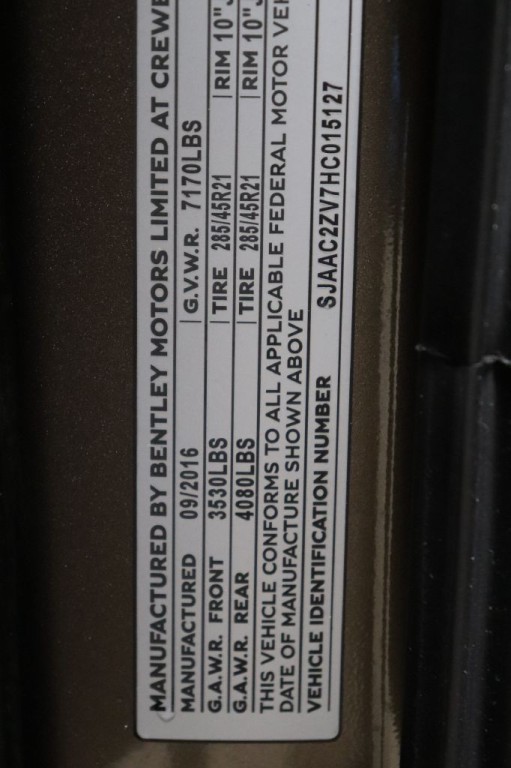 MANUFACTURED BY BENTLEY MOTORS LIMITED AT CREWE
MANUFACTURED 09/2016 G.V.W.R. 7170LBS
G.A.W.R. FRONT 3530LBS TIRE 285/45R21 RIM 10"J
G.A.W.R. REAR 4080LBS TIRE 285/45R21 RIM 10"J
THIS VEHICLE CONFORMS TO ALL APPLICABLE FEDERAL MOTOR VEH
DATE OF MANUFACTURE SHOWN ABOVE
VEHICLE IDENTIFICATION NUMBER SJAAC2ZV7HC015127